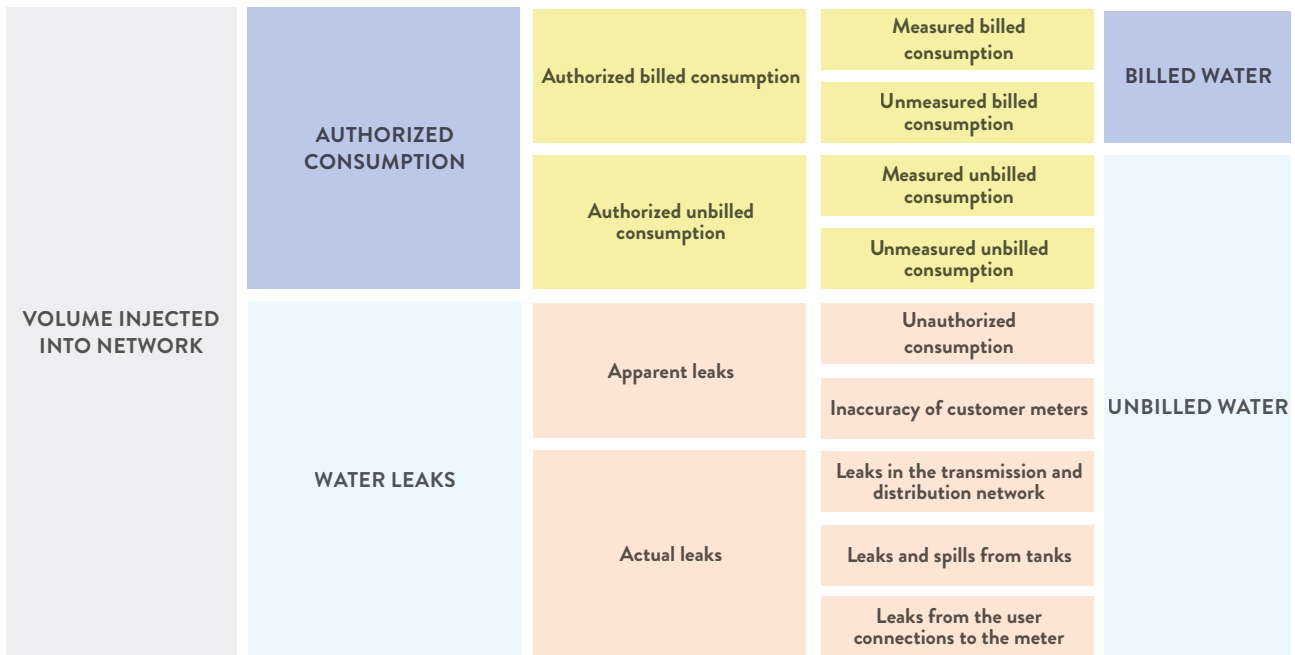 VOLUME INJECTED
INTO NETWORK
AUTHORIZED
CONSUMPTION
WATER LEAKS
Authorized billed consumption
Authorized unbilled
consumption
Apparent leaks
Actual leaks
Measured billed
consumption
Unmeasured billed
consumption
Measured unbilled
consumption
Unmeasured unbilled
consumption
Unauthorized
consumption
Inaccuracy of customer meters
Leaks in the transmission and
distribution network
Leaks and spills from tanks
Leaks from the user
connections to the meter
BILLED WATER
UNBILLED WATER